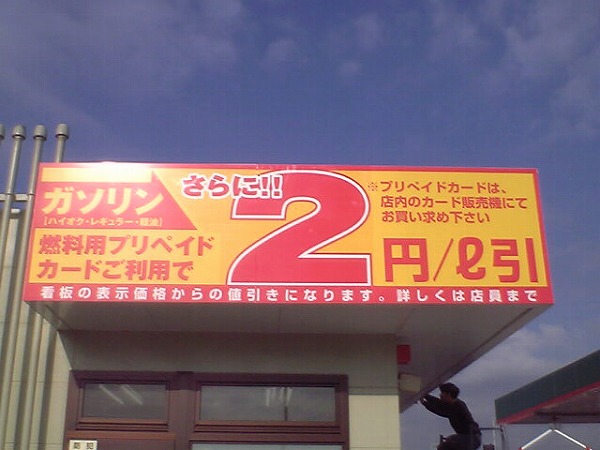 ガソリン
[ハイオク・レギュラー・軽油]
燃料用プリペイド
カードご利用で
さらに!!
2円/ℓ引
※プリペイドカードは、
店内のカード販売機にて
お買い求め下さい
看板の表示価格からの値引きになります。詳しくは店員まで
防犯